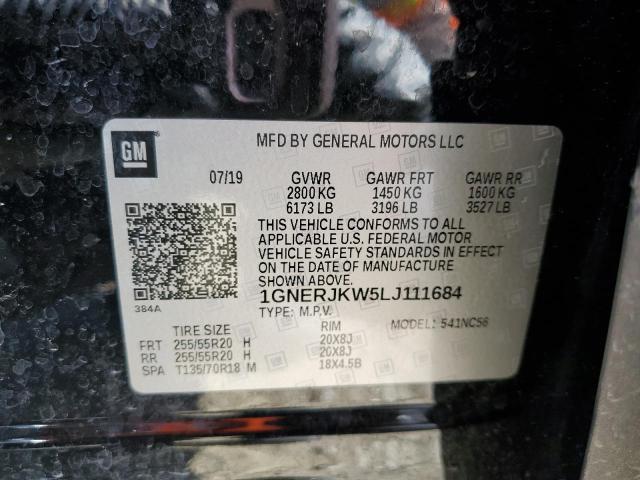 GM
MFD BY GENERAL MOTORS LLC
07/19 GVWR GAWR FRT GAWR RR
2800 KG 1450 KG 1600 KG
6173 LB 3196 LB 3527 LB
THIS VEHICLE CONFORMS TO ALL
APPLICABLE U.S. FEDERAL MOTOR
VEHICLE SAFETY STANDARDS IN EFFECT
ON THE DATE OF MANUFACTURE
SHOWN ABOVE.
384A
1GNERJKW5LJ111684
TYPE: M.P.V. MODEL: 541NC56
TIRE SIZE RIM
FRT 255/55R20 H 20X8J
RR 255/55R20 H 20X8J
SPA T135/70R18 M 18X4.5B